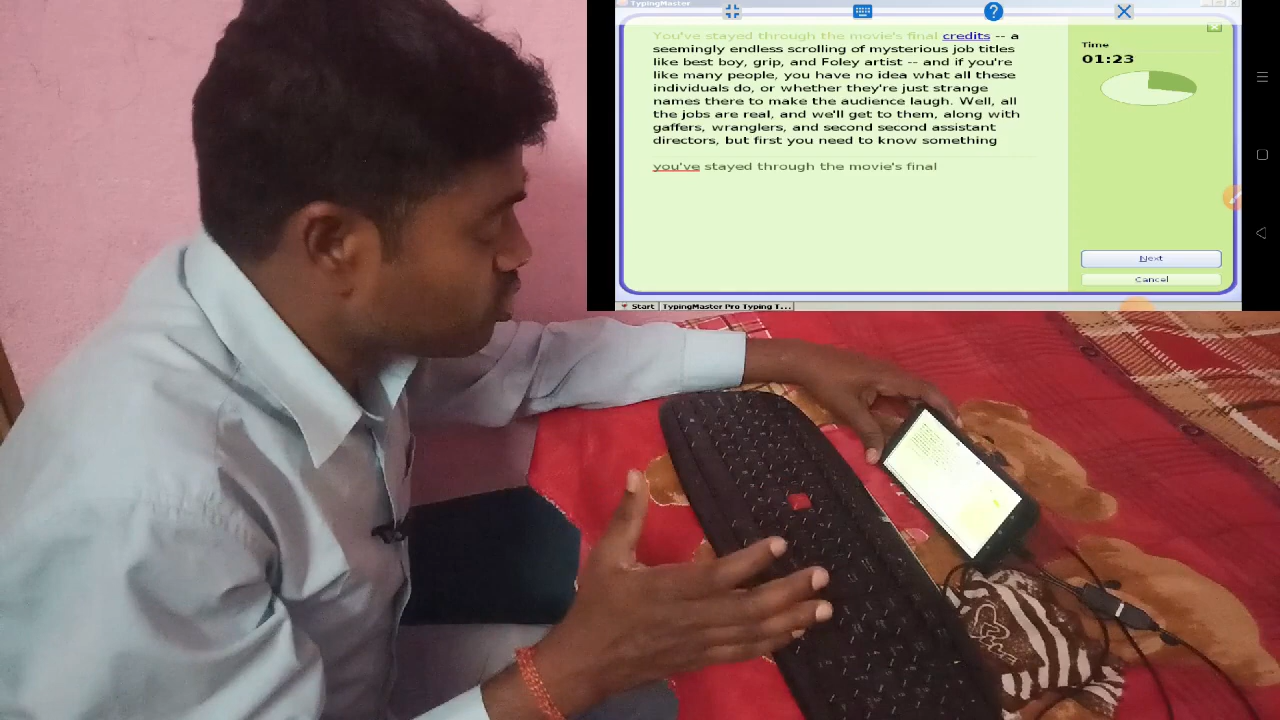 TypingMaster
You've stayed through the movie's final credits -- a
seemingly endless scrolling of mysterious job titles
like best boy, grip, and Foley artist -- and if you're
like many people, you have no idea what all these
individuals do, or whether they're just strange
names there to make the audience laugh. Well, all
the jobs are real, and we'll get to them, along with
gaffers, wranglers, and second second assistant
directors, but first you need to know something
you've stayed through the movie's final
Time
01:23
Next
Cancel
Start
TypingMaster Pro Typing T...